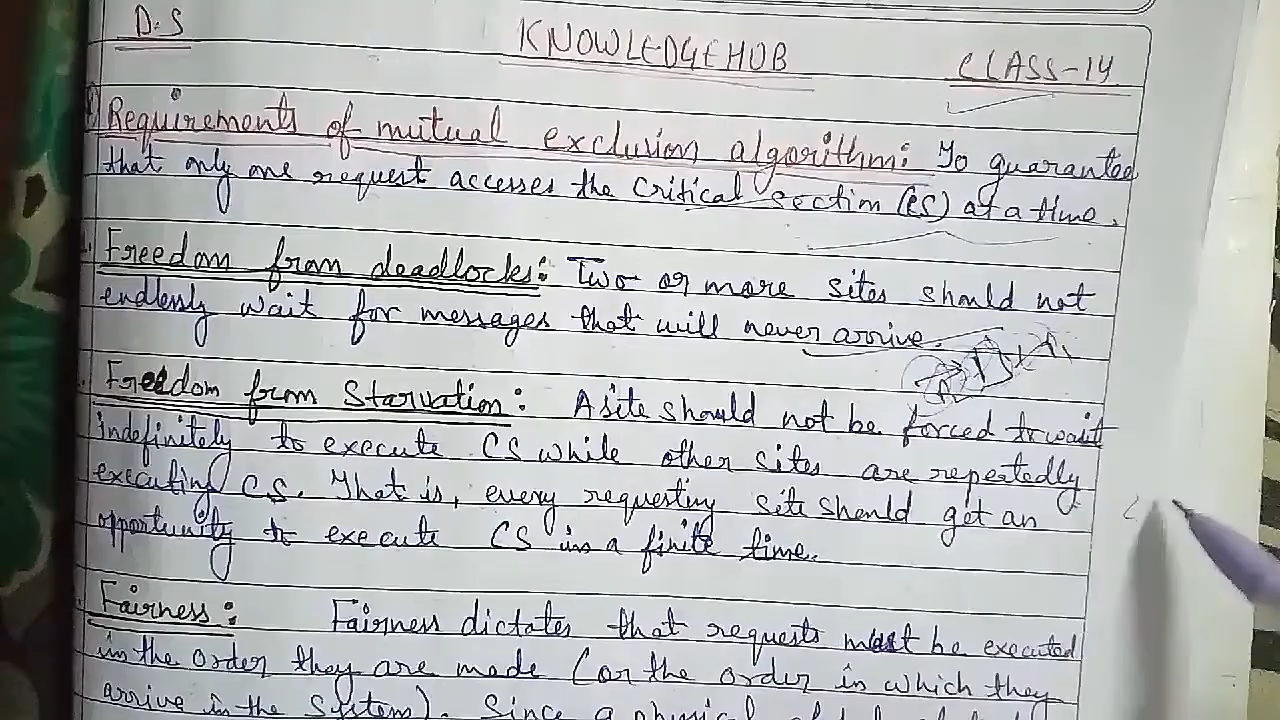 D.S
KNOWLEDGEHUB
CLASS-14
Requirements of mutual exclusion algorithm: To guaranted
that only one request accesses the critical section (CS) at a time.
Freedom from deadlocks: Two or more sites should not
endlessly wait for messages that will never arrive.
Freedom from Starvation: A site should not be forced to wait
indefinitely to execute CS while other sites are repertedly
executing CS. That is, every requesting site should get an
opportunity to execute CS in a finite time.
Fairness: Fairness dictates that requests must be executed
in the order they are made (or the order in which they
arrive in the System). Since a physical